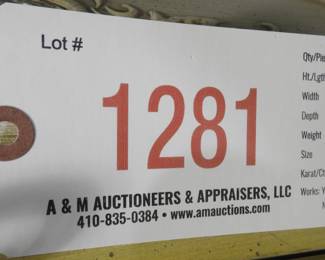 Lot #
1281
A & M AUCTIONEERS & APPRAISERS, LLC
410-835-0384 • www.amauctions.com
Qty/Pie
Ht./Lgt
Width
Depth
Weight
Size
Karat/Ct
Works: Y